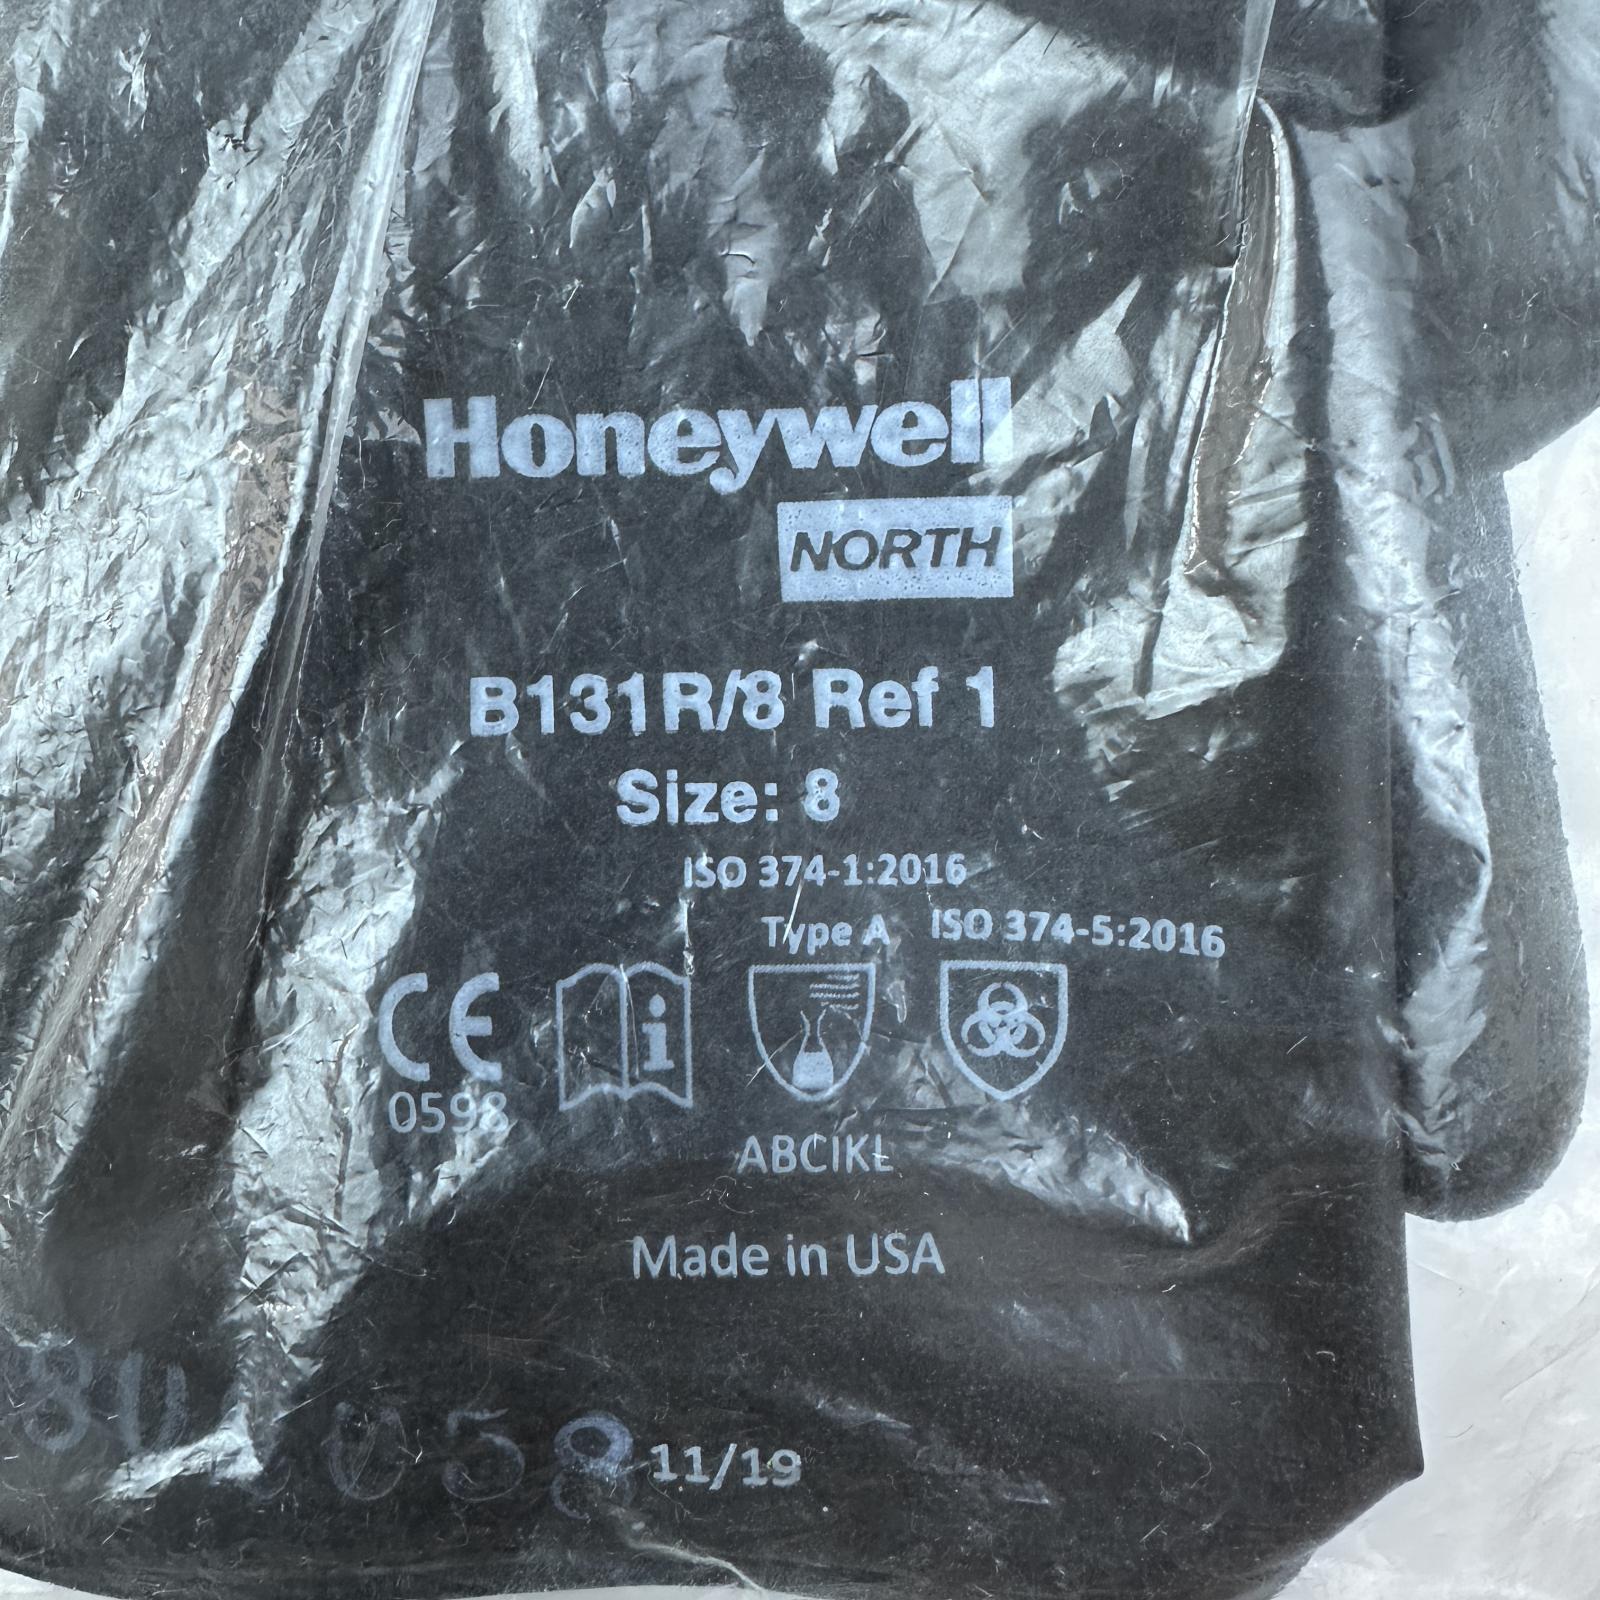 Honeywell
NORTH
B131R/8 Ref 1
Size: 8
ISO 374-1:2016
Type A
ISO 374-5:2016
CE
0598
i
ABCIKL
Made in USA
058
11/19